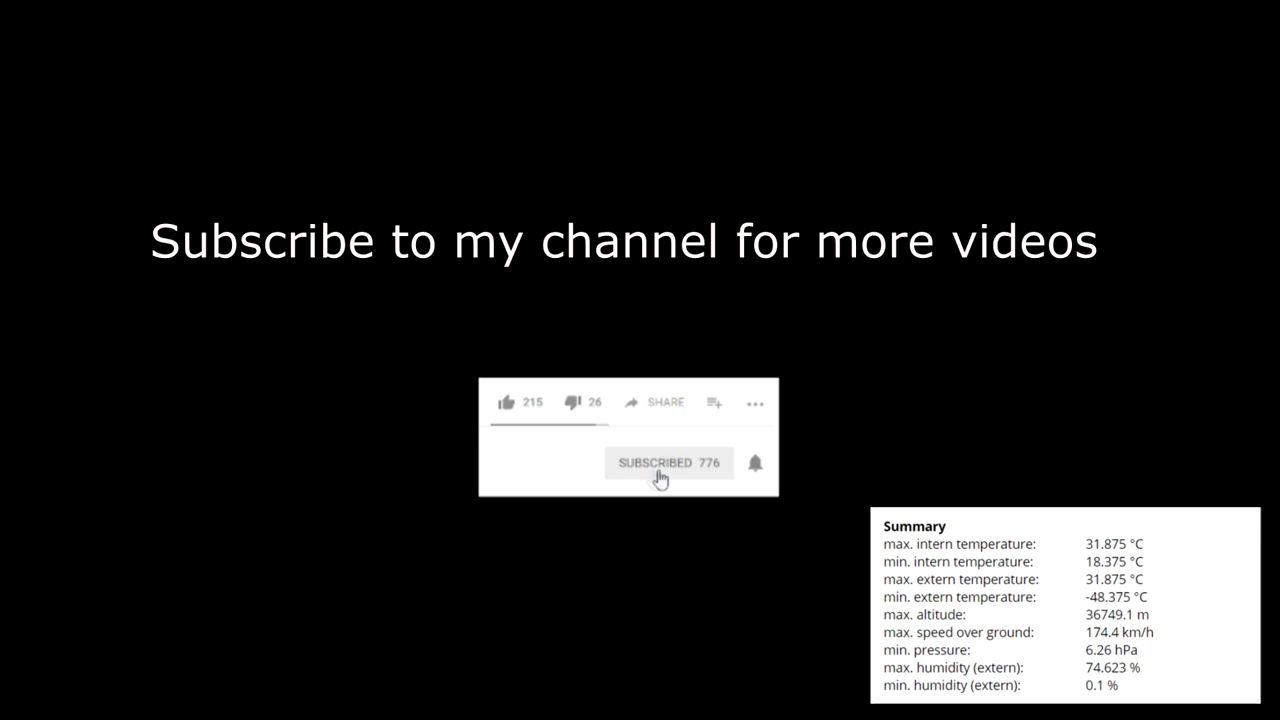 Subscribe to my channel for more videos
215 26 SHARE
SUBSCRIBED 776
Summary
max. intern temperature: 31.875 °C
min. intern temperature: 18.375 °C
max. extern temperature: 31.875 °C
min. extern temperature: -48.375 °C
max. altitude: 36749.1 m
max. speed over ground: 174.4 km/h
min. pressure: 6.26 hPa
max. humidity (extern): 74.623 %
min. humidity (extern): 0.1 %